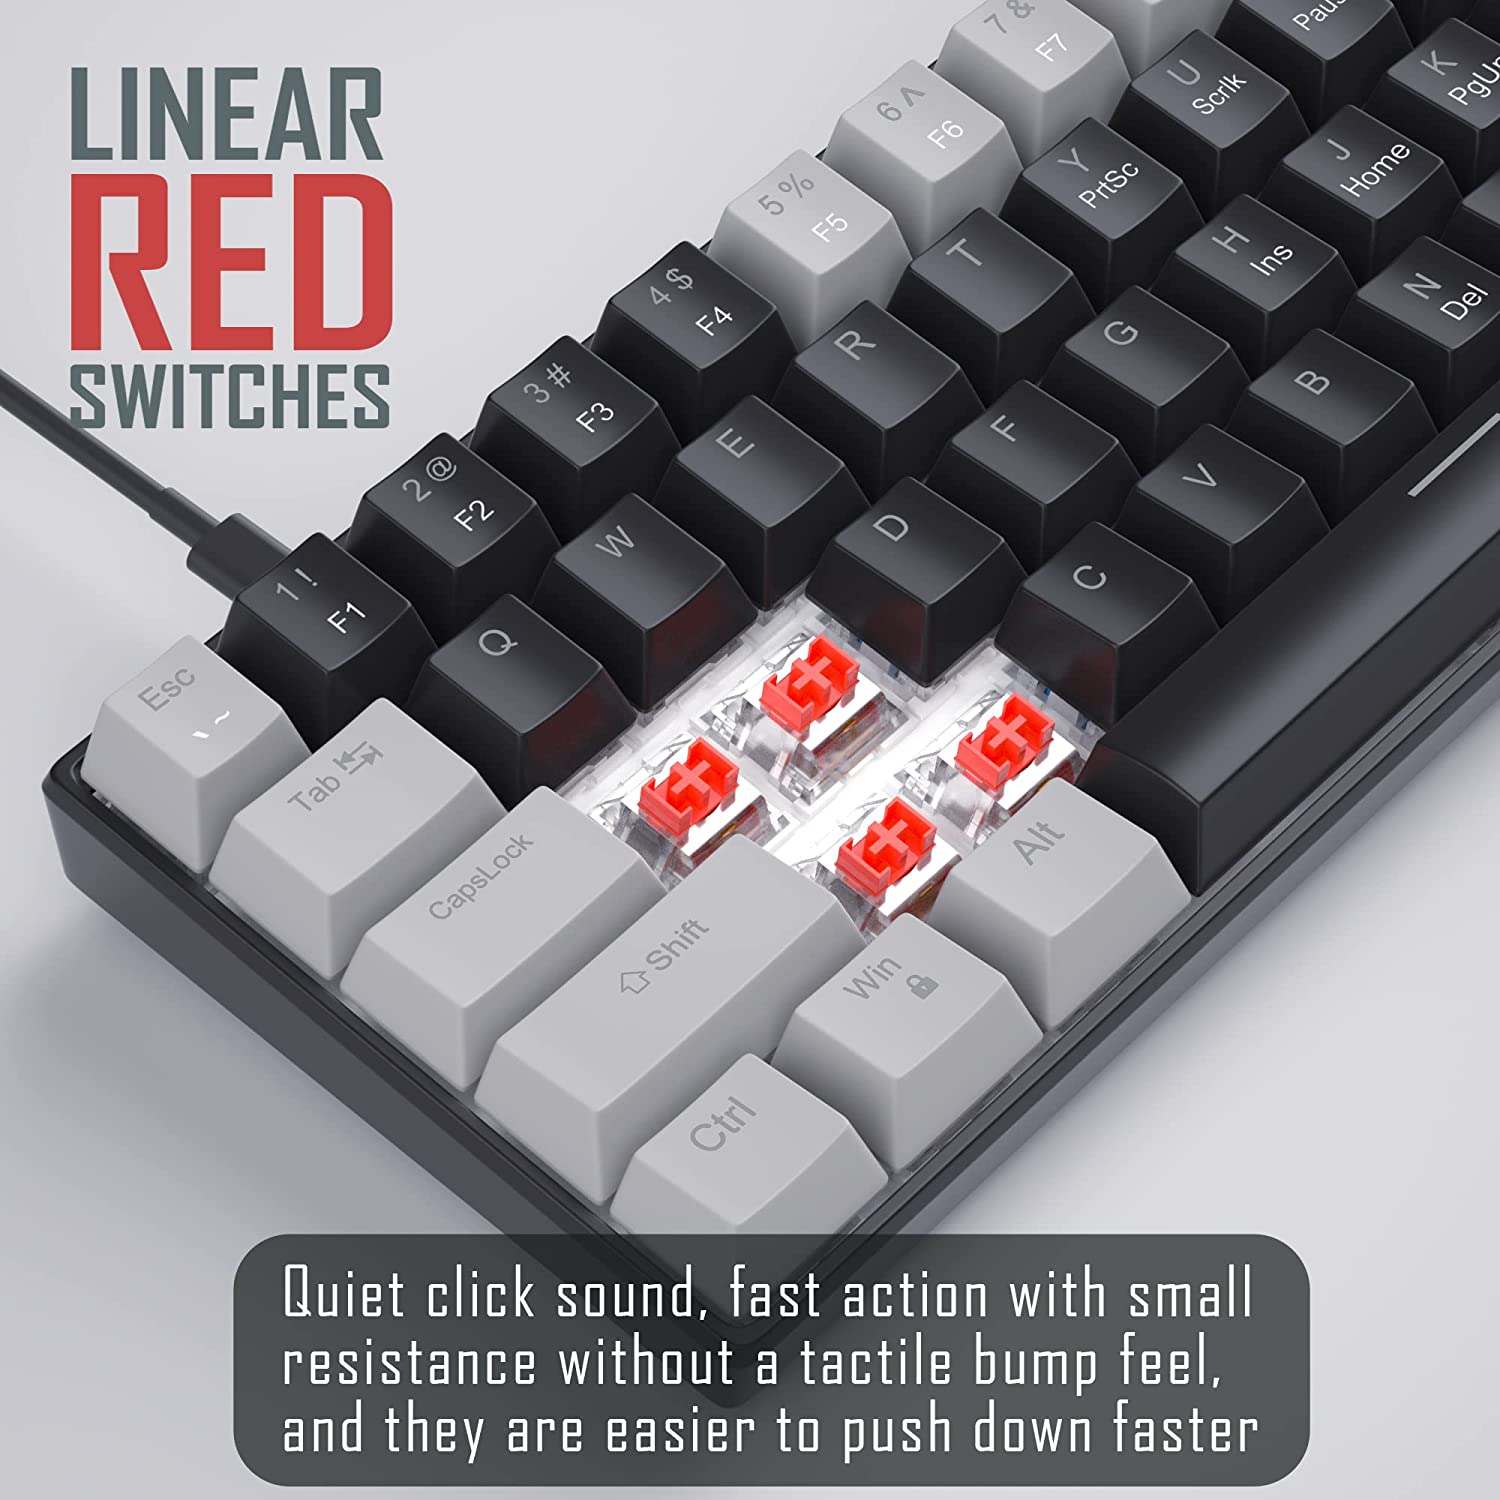 LINEAR
RED
SWITCHES
7 &
F7
6 ^
F6
5 %
F5
4 $
F4
3 #
F3
2 @
F2
1 !
F1
Esc
` ~
U
Scrlk
K
Y
PrtSc
J
Home
T
H
Ins
N
Del
R
G
B
E
F
V
W
D
C
Q
Tab
CapsLock
Shift
Alt
Win
Ctrl
Quiet click sound, fast action with small
resistance without a tactile bump feel,
and they are easier to push down faster